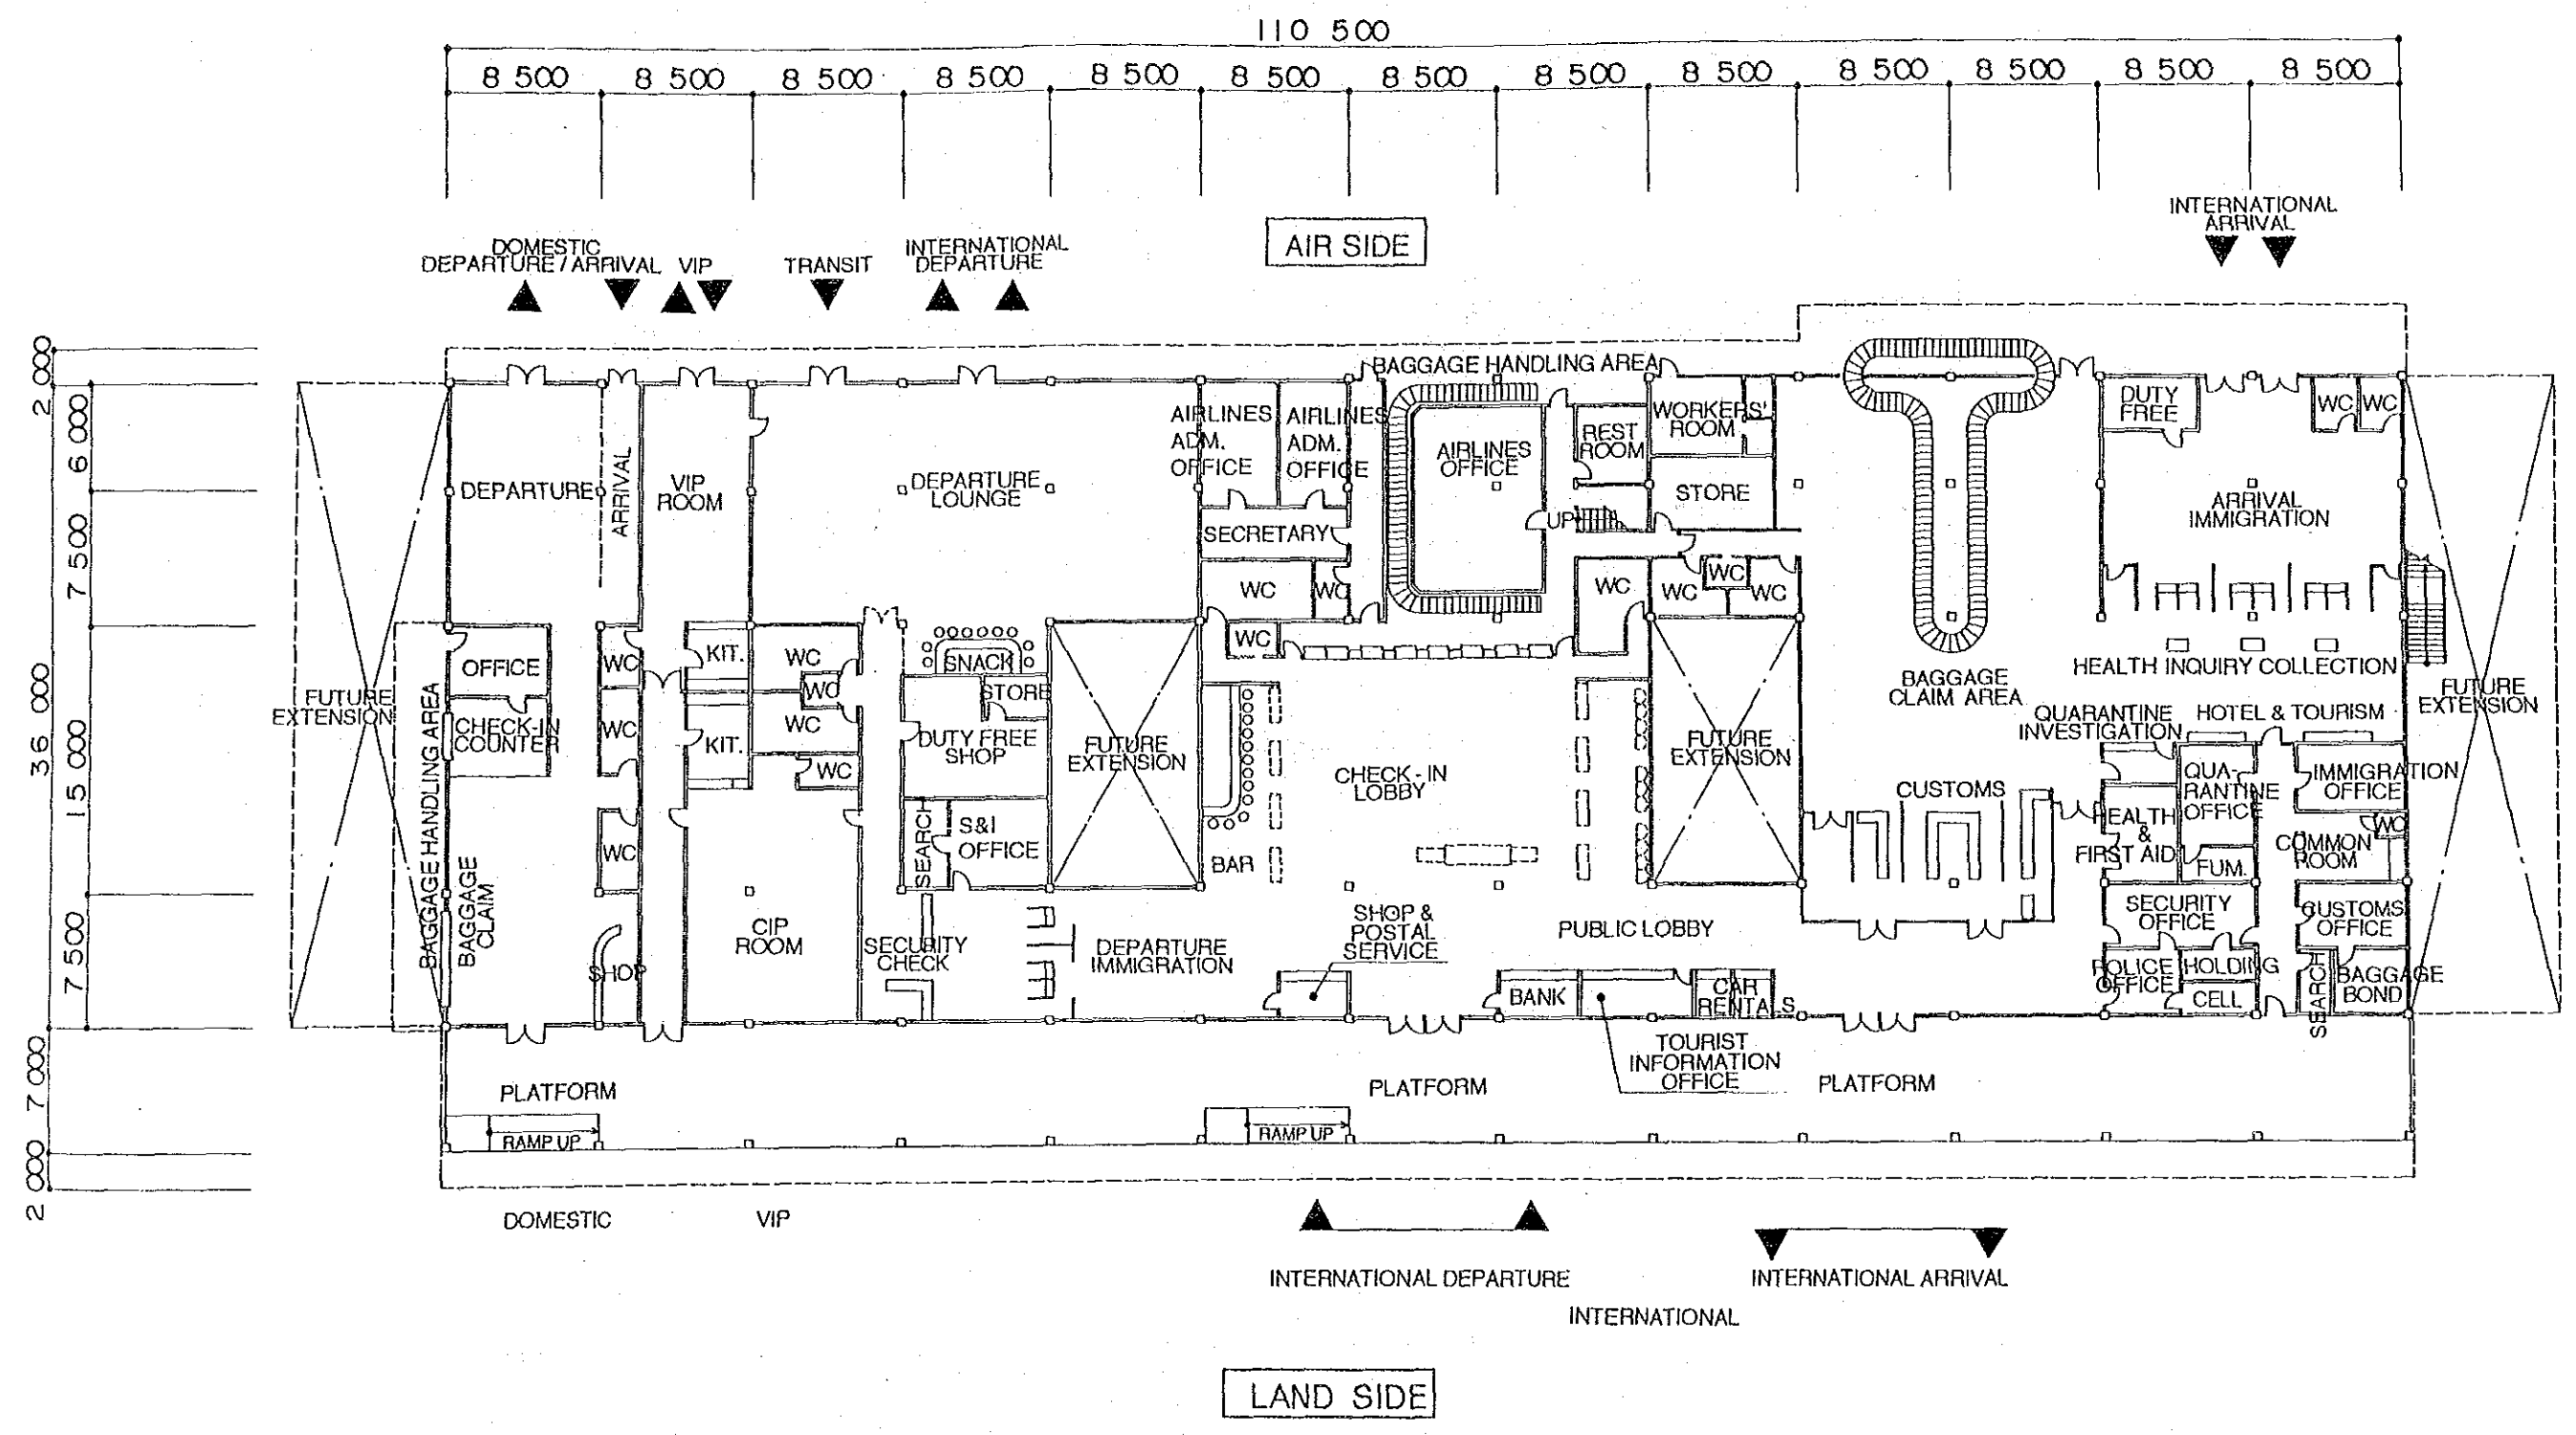 110 500
8 500 8 500 8 500 8 500 8 500 8 500 8 500 8 500 8 500 8 500 8 500 8 500 8 500
INTERNATIONAL
ARRIVAL
AIR SIDE
DOMESTIC
DEPARTURE / ARRIVAL
VIP
TRANSIT
INTERNATIONAL
DEPARTURE
2 000
6 000
7 500
36 000
15 000
7 500
7 000
2 000
FUTURE
EXTENSION
BAGGAGE HANDLING AREA
DEPARTURE
ARRIVAL
VIP
ROOM
DEPARTURE
LOUNGE
OFFICE
CHECK-IN
COUNTER
BAGGAGE
CLAIM
WC
WC
WC
SHOP
KIT.
KIT.
WC
WC
WC
WC
CIP
ROOM
SNACK
STORE
DUTY FREE
SHOP
SEARCH
S&I
OFFICE
SECURITY
CHECK
DEPARTURE
IMMIGRATION
FUTURE
EXTENSION
AIRLINES
ADM.
OFFICE
AIRLINES
ADM.
OFFICE
SECRETARY
WC
WC
WC
BAR
BAGGAGE HANDLING AREA
AIRLINES
OFFICE
REST
ROOM
UP
WORKERS'
ROOM
STORE
WC
WC
WC
WC
CHECK-IN
LOBBY
FUTURE
EXTENSION
SHOP &
POSTAL
SERVICE
PUBLIC LOBBY
BANK
CAR
RENTALS
TOURIST
INFORMATION
OFFICE
BAGGAGE
CLAIM AREA
CUSTOMS
DUTY
FREE
WC
WC
ARRIVAL
IMMIGRATION
HEALTH INQUIRY COLLECTION
QUARANTINE
INVESTIGATION
HOTEL & TOURISM
QUA-
RANTINE
OFFICE
IMMIGRATION
OFFICE
HEALTH
&
FIRST AID
FUM.
WC
COMMON
ROOM
SECURITY
OFFICE
CUSTOMS
OFFICE
POLICE
OFFICE
HOLDING
CELL
SEARCH
BAGGAGE
BOND
FUTURE
EXTENSION
PLATFORM
PLATFORM
PLATFORM
RAMP UP
RAMP UP
DOMESTIC
VIP
INTERNATIONAL DEPARTURE
INTERNATIONAL ARRIVAL
INTERNATIONAL
LAND SIDE